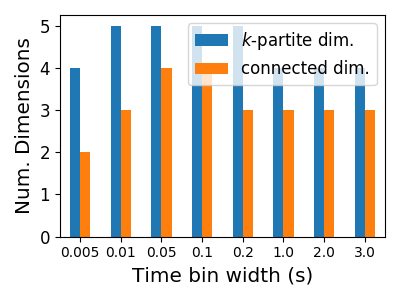 Num. Dimensions
5
4
3
2
1
0
k-partite dim.
connected dim.
0.005 0.01 0.05 0.1 0.2 1.0 2.0 3.0
Time bin width (s)